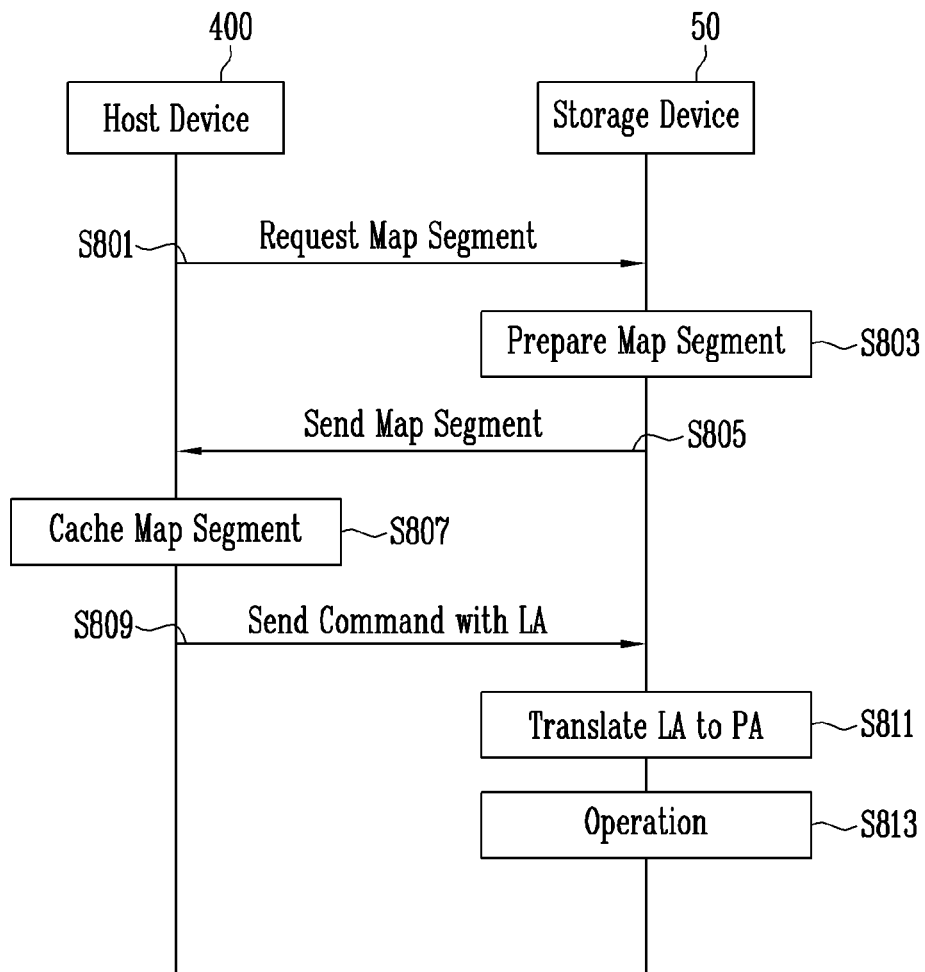 400
50
Host Device
Storage Device
S801
Request Map Segment
Prepare Map Segment
S803
Send Map Segment
S805
Cache Map Segment
S807
S809
Send Command with LA
Translate LA to PA
S811
Operation
S813